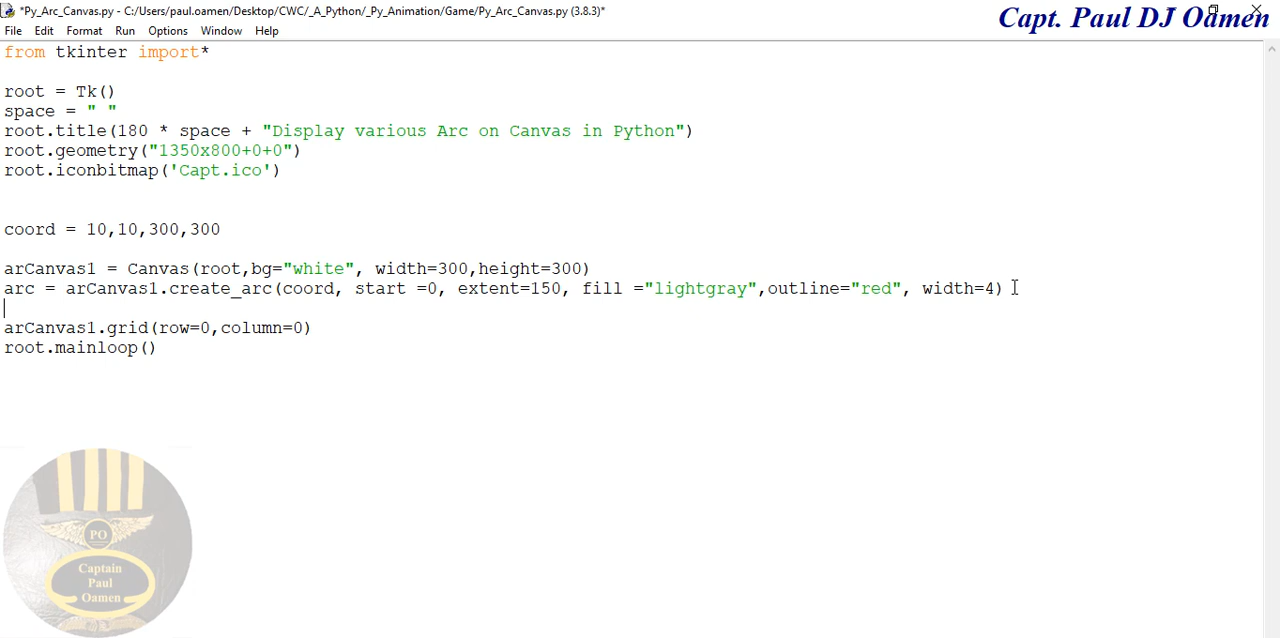 *Py_Arc_Canvas.py - C:/Users/paul.oamen/Desktop/CWC/_A_Python/_Py_Animation/Game/Py_Arc_Canvas.py (3.8.3)*
Capt. Paul DJ Oamen
File Edit Format Run Options Window Help
from tkinter import*
root = Tk()
space = " "
root.title(180 * space + "Display various Arc on Canvas in Python")
root.geometry("1350x800+0+0")
root.iconbitmap('Capt.ico')
coord = 10,10,300,300
arCanvas1 = Canvas(root,bg="white", width=300,height=300)
arc = arCanvas1.create_arc(coord, start =0, extent=150, fill ="lightgray",outline="red", width=4)
arCanvas1.grid(row=0,column=0)
root.mainloop()
PO
Captain
Paul
Oamen